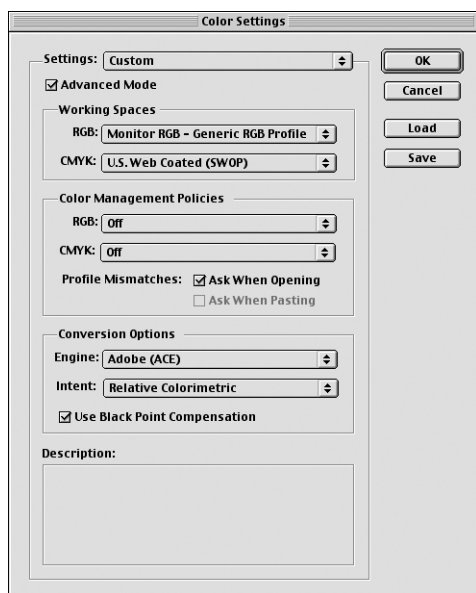 Color Settings
Settings: Custom
Advanced Mode
Working Spaces
RGB: Monitor RGB - Generic RGB Profile
CMYK: U.S. Web Coated (SWOP)
Color Management Policies
RGB: Off
CMYK: Off
Profile Mismatches: Ask When Opening
Ask When Pasting
Conversion Options
Engine: Adobe (ACE)
Intent: Relative Colorimetric
Use Black Point Compensation
Description:
OK
Cancel
Load
Save